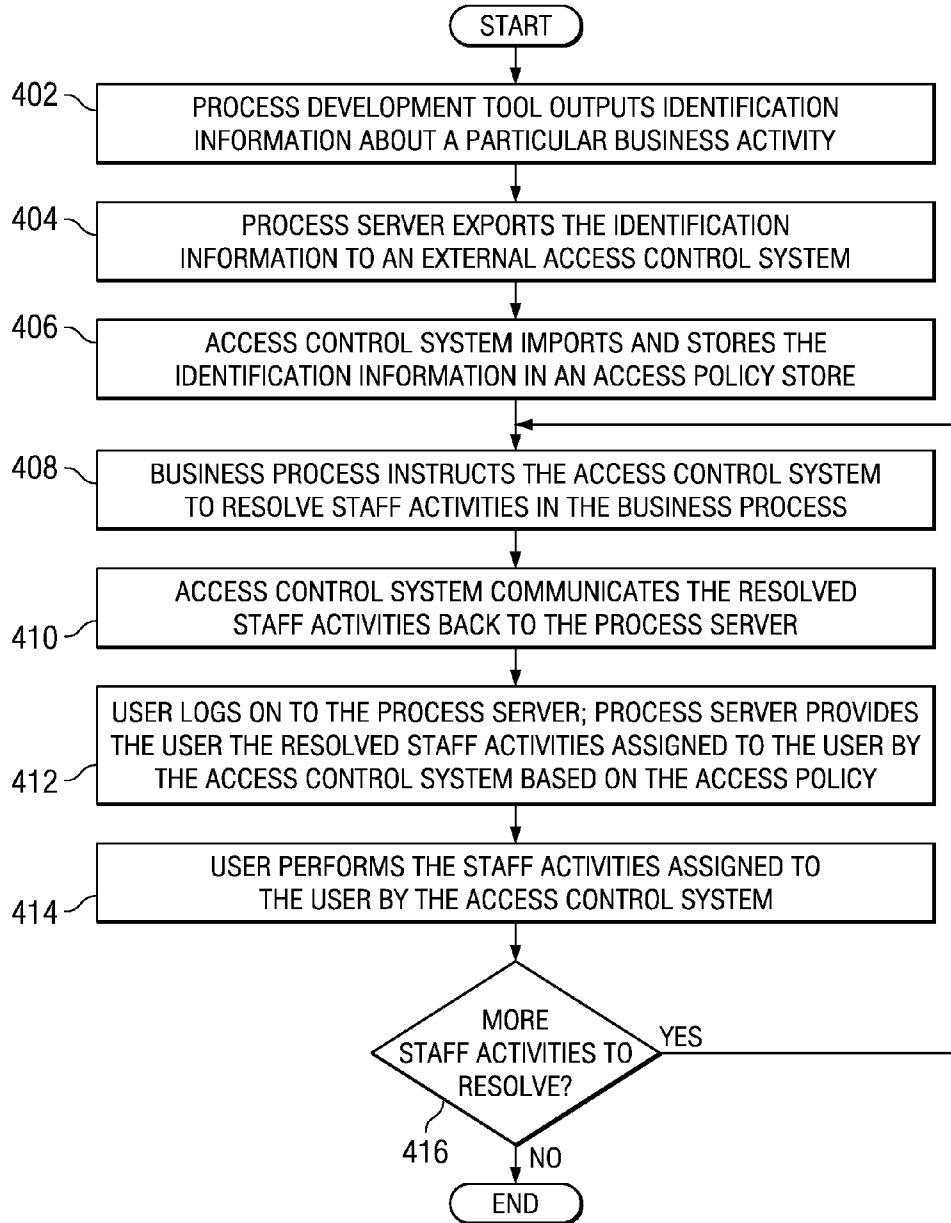 START
402
PROCESS DEVELOPMENT TOOL OUTPUTS IDENTIFICATION
INFORMATION ABOUT A PARTICULAR BUSINESS ACTIVITY
404
PROCESS SERVER EXPORTS THE IDENTIFICATION
INFORMATION TO AN EXTERNAL ACCESS CONTROL SYSTEM
406
ACCESS CONTROL SYSTEM IMPORTS AND STORES THE
IDENTIFICATION INFORMATION IN AN ACCESS POLICY STORE
408
BUSINESS PROCESS INSTRUCTS THE ACCESS CONTROL SYSTEM
TO RESOLVE STAFF ACTIVITIES IN THE BUSINESS PROCESS
410
ACCESS CONTROL SYSTEM COMMUNICATES THE RESOLVED
STAFF ACTIVITIES BACK TO THE PROCESS SERVER
412
USER LOGS ON TO THE PROCESS SERVER; PROCESS SERVER PROVIDES
THE USER THE RESOLVED STAFF ACTIVITIES ASSIGNED TO THE USER BY
THE ACCESS CONTROL SYSTEM BASED ON THE ACCESS POLICY
414
USER PERFORMS THE STAFF ACTIVITIES ASSIGNED TO
THE USER BY THE ACCESS CONTROL SYSTEM
MORE
STAFF ACTIVITIES TO
RESOLVE?
YES
416
NO
END